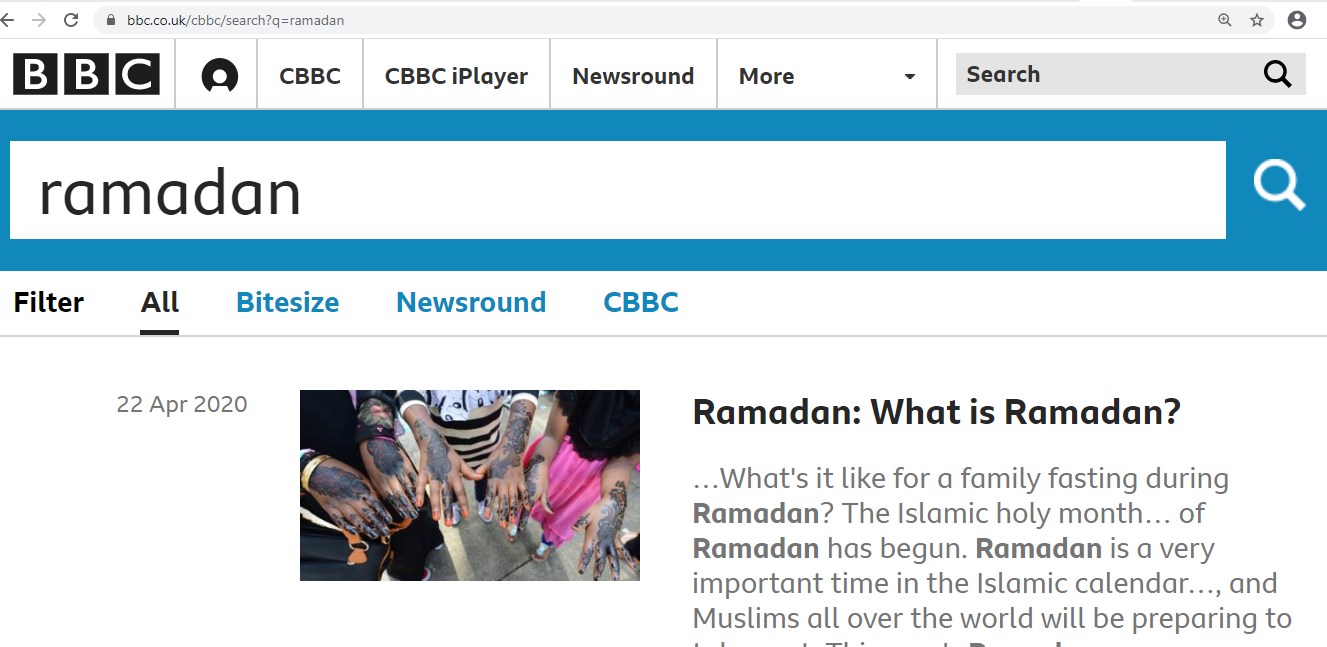 bbc.co.uk/cbbc/search?q=ramadan
BBC CBBC CBBC iPlayer Newsround More Search
ramadan
Filter All Bitesize Newsround CBBC
22 Apr 2020
Ramadan: What is Ramadan?
…What's it like for a family fasting during
Ramadan? The Islamic holy month… of
Ramadan has begun. Ramadan is a very
important time in the Islamic calendar…, and
Muslims all over the world will be preparing to